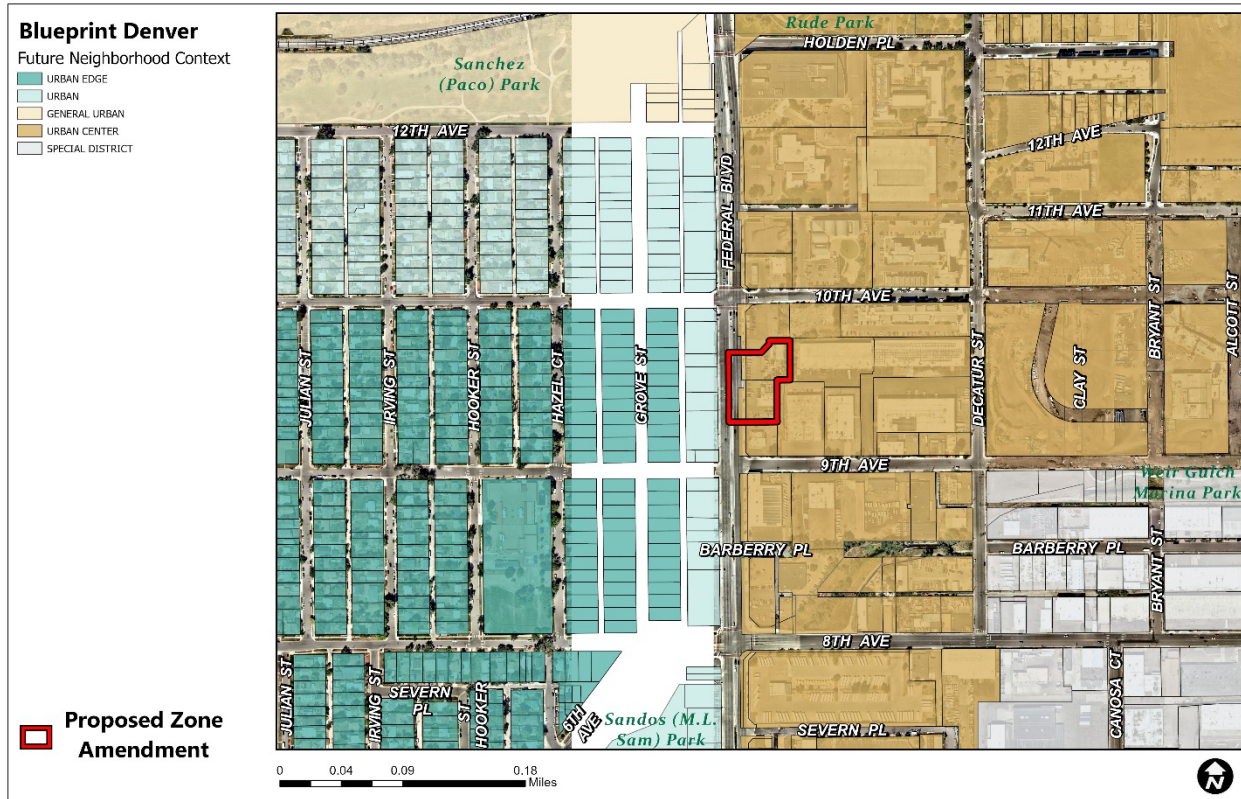 Blueprint Denver
Future Neighborhood Context
URBAN EDGE
URBAN
GENERAL URBAN
URBAN CENTER
SPECIAL DISTRICT
Rude Park
HOLDEN PL
Sanchez
(Paco) Park
12TH AVE
12TH AVE
FEDERAL BLVD
11TH AVE
10TH AVE
JULIAN ST
IRVING ST
HOOKER ST
HAZEL CT
GROVE ST
DECATUR ST
CLAY ST
BRYANT ST
ALCOTT ST
9TH AVE
Weir Gulch
Marina Park
BARBERRY PL
BARBERRY PL
BRYANT ST
8TH AVE
JULIAN ST
IRVING ST
SEVERN
PL
HOOKER
ST
6TH
AVE
Sandos (M.L.
Sam) Park
SEVERN PL
CANOSA CT
Proposed Zone
Amendment
0 0.04 0.09 0.18
Miles
N